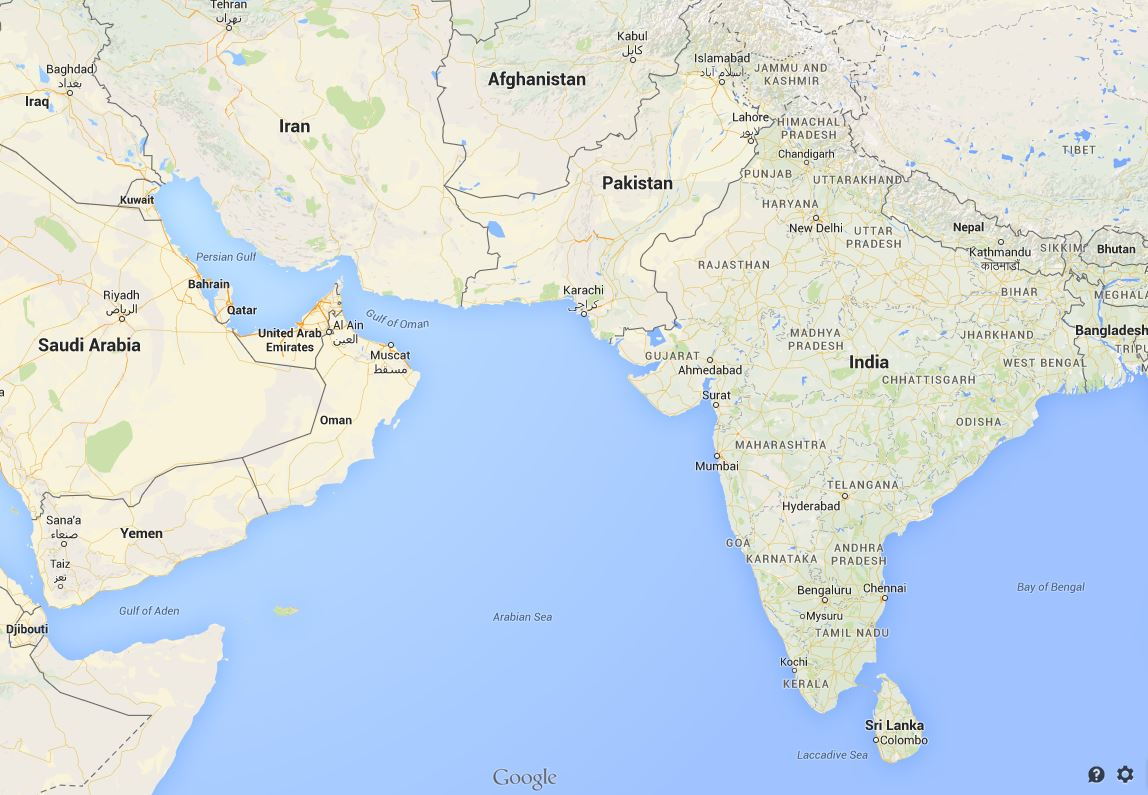 Tehran
تهران
Kabul
کابل
Islamabad
اسلام آباد
JAMMU AND
KASHMIR
Baghdad
بغداد
Iraq
Afghanistan
Iran
Lahore
لاہور
HIMACHAL
PRADESH
Chandigarh
TIBET
Pakistan
PUNJAB
UTTARAKHAND
Kuwait
HARYANA
New Delhi
UTTAR
PRADESH
Nepal
Kathmandu
काठमाडौं
SIKKIM
Bhutan
Persian Gulf
RAJASTHAN
Bahrain
Karachi
کراچی
BIHAR
MEGHALA
Riyadh
الرياض
Qatar
Al Ain
العين
Gulf of Oman
United Arab
Emirates
Saudi Arabia
Muscat
مسقط
MADHYA
PRADESH
JHARKHAND
Bangladesh
TRIPU
GUJARAT
Ahmedabad
India
WEST BENGAL
M
CHHATTISGARH
a
Surat
Oman
ODISHA
MAHARASHTRA
Mumbai
TELANGANA
Hyderabad
Sana'a
صنعاء
Yemen
GOA
KARNATAKA
ANDHRA
PRADESH
Taiz
تعز
Bengaluru
Chennai
Bay of Bengal
Gulf of Aden
Arabian Sea
Mysuru
Djibouti
TAMIL NADU
Kochi
KERALA
Sri Lanka
Colombo
Laccadive Sea
Google
?